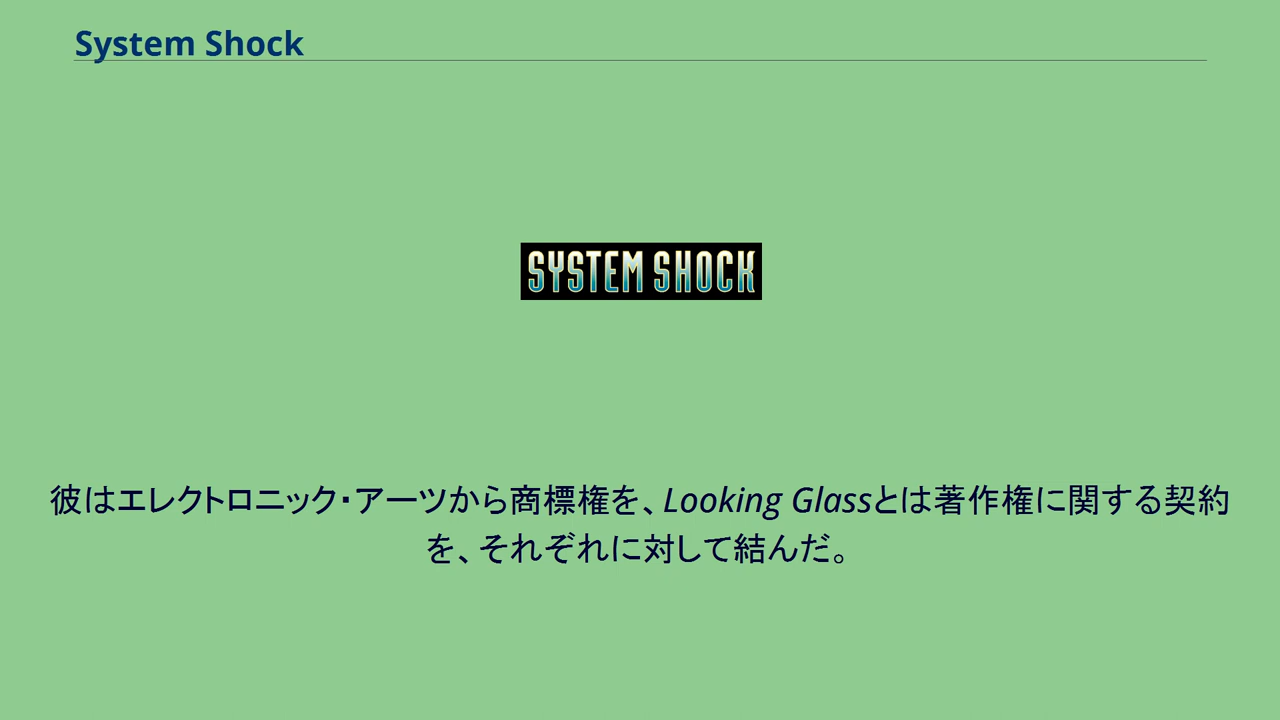 System Shock
SYSTEM SHOCK
彼はエレクトロニック・アーツから商標権を、Looking Glassとは著作権に関する契約
を、それぞれに対して結んだ。